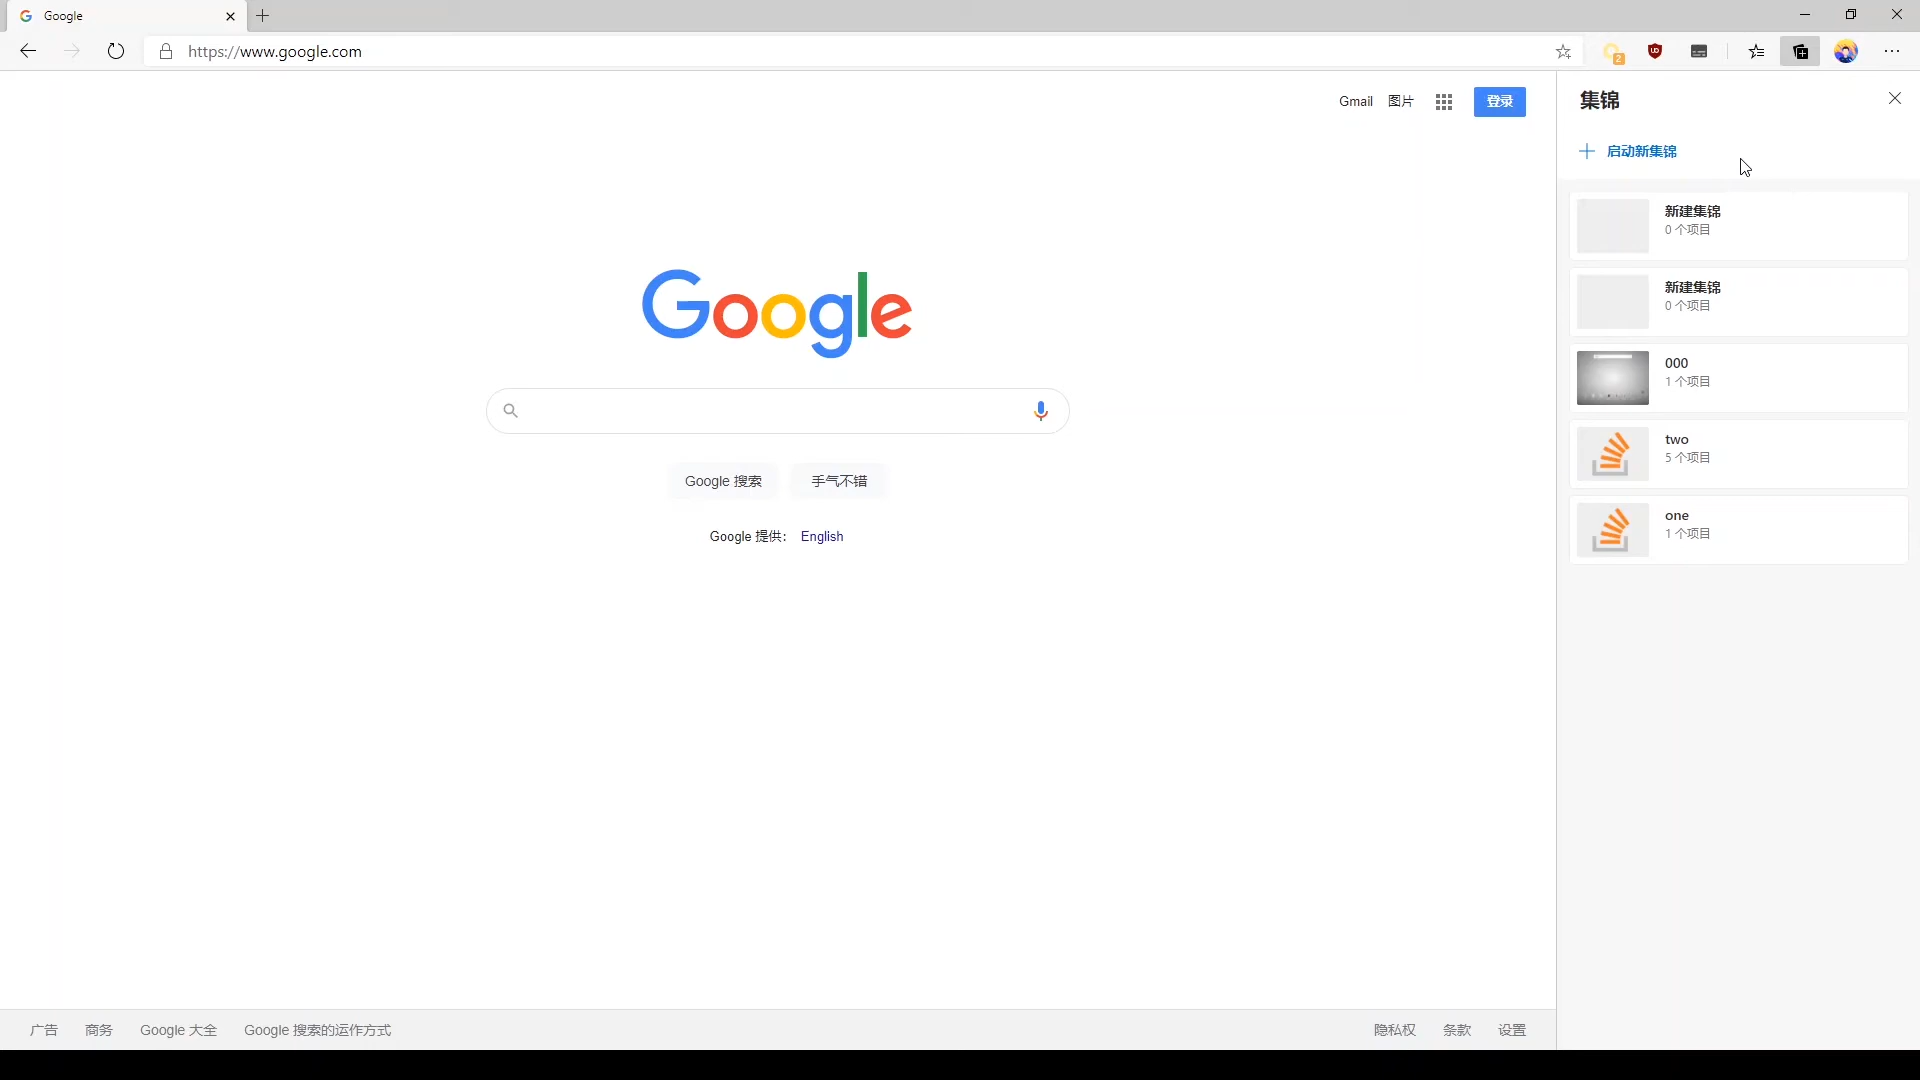 Google
https://www.google.com
2
Gmail 图片 登录
Google
Google 搜索 手气不错
Google 提供： English
广告 商务 Google 大全 Google 搜索的运作方式 隐私权 条款 设置
集锦
启动新集锦
新建集锦
0 个项目
新建集锦
0 个项目
000
1 个项目
two
5 个项目
one
1 个项目